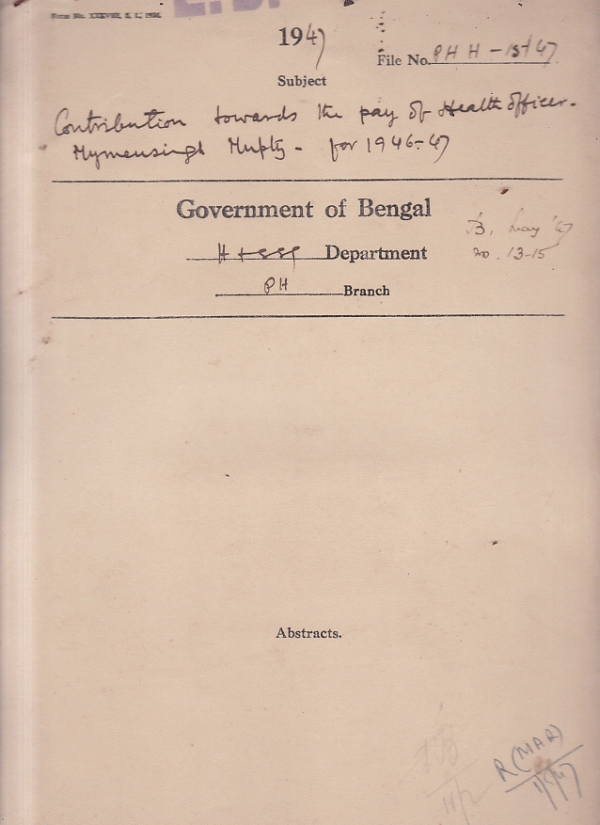 1947
File No. PH H - 1S/47
Subject
Contribution towards the pay of Health officer.
Mymensingh Mupty - for 1946-47
Government of Bengal
B, May '47
Department
no. 13-15
PH Branch
Abstracts.
R (MAR)